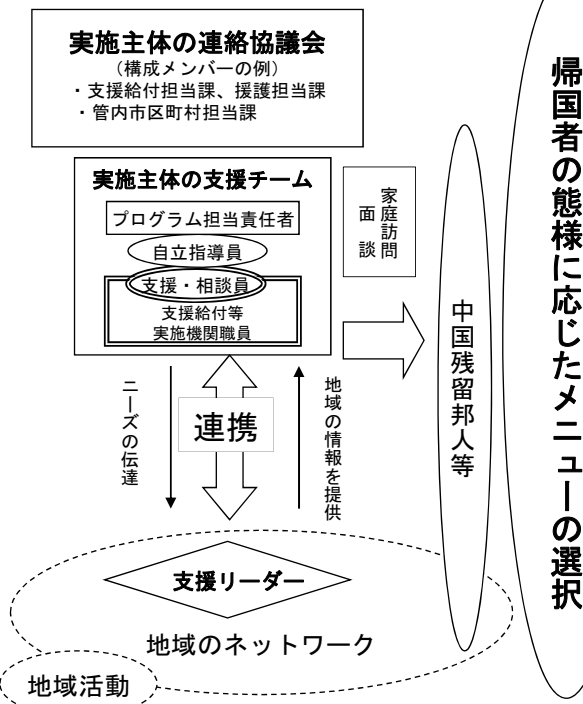 実施主体の連絡協議会
（構成メンバーの例）
・支援給付担当課、援護担当課
・管内市区町村担当課
実施主体の支援チーム
プログラム担当責任者
自立指導員
支援・相談員
支援給付等
実施機関職員
家庭訪問
面談
中国残留邦人等
帰国者の態様に応じたメニューの選択
ニーズの伝達
連携
地域の情報を提供
支援リーダー
地域のネットワーク
地域活動